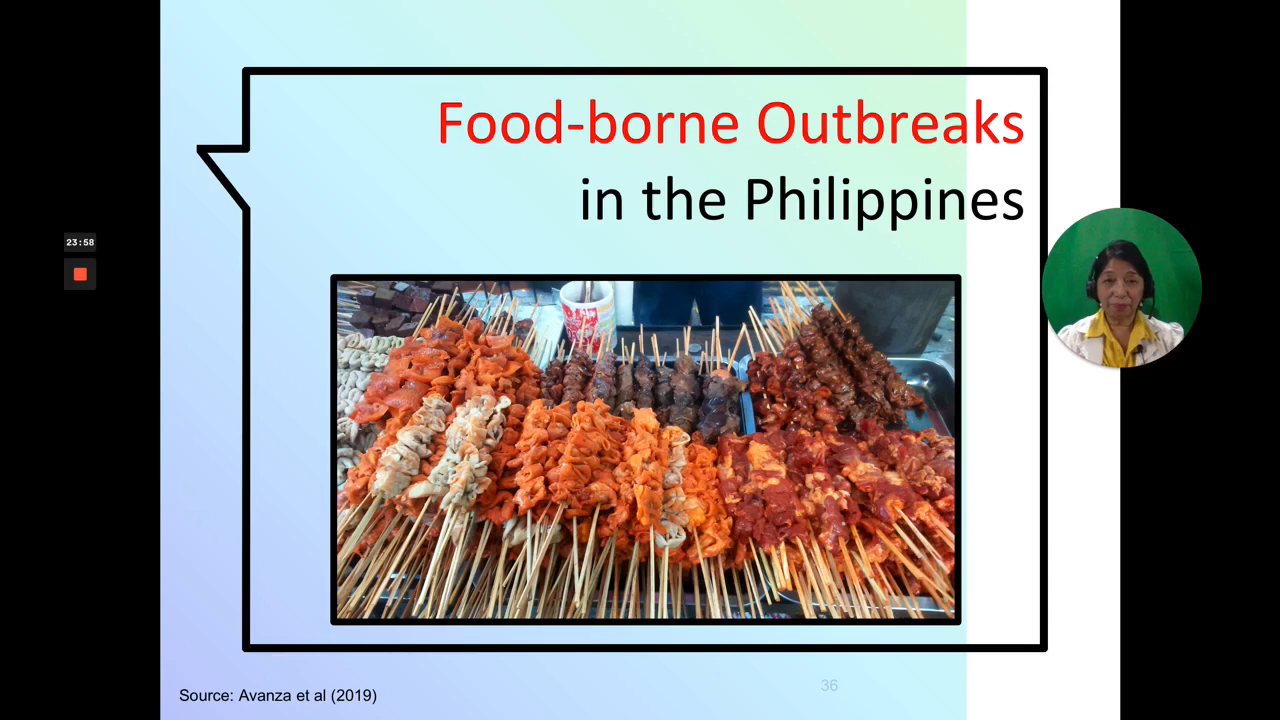 Food-borne Outbreaks
in the Philippines
23:58
36
Source: Avanza et al (2019)